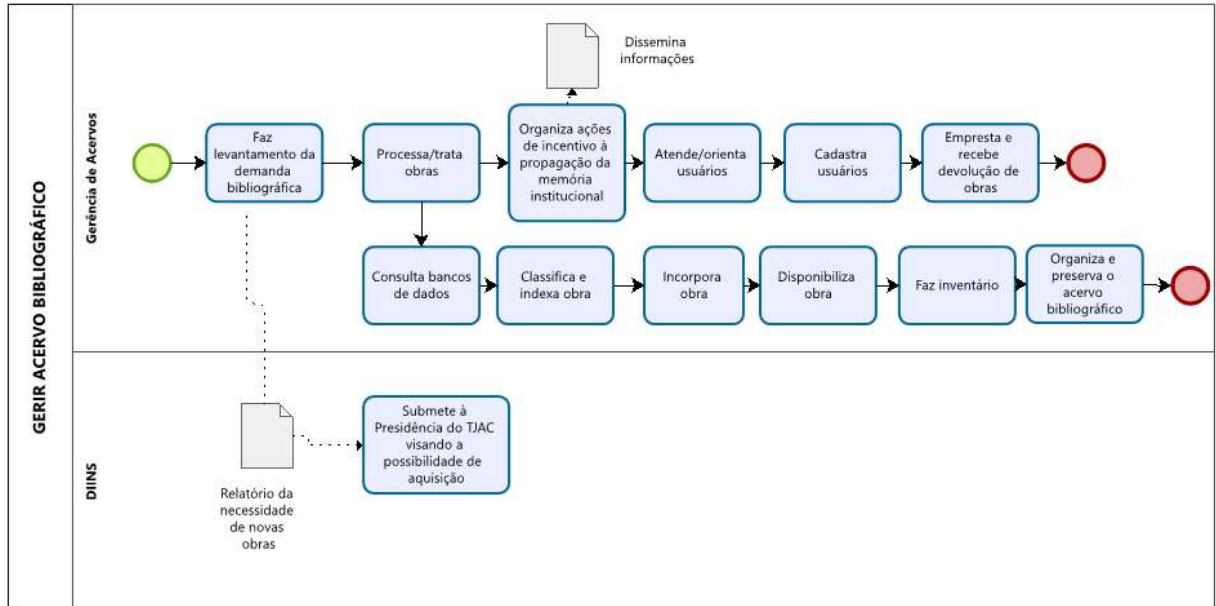 GERIR ACERVO BIBLIOGRÁFICO
Gerência de Acervos
Dissemina
informações
Faz
levantamento da
demanda
bibliográfica
Processa/trata
obras
Organiza ações
de incentivo à
propagação da
memória
institucional
Atende/orienta
usuários
Cadastra
usuários
Empresta e
recebe
devolução de
obras
Consulta bancos
de dados
Classifica e
indexa obra
Incorpora
obra
Disponibiliza
obra
Faz inventário
Organiza e
preserva o
acervo
bibliográfico
DIINS
Relatório da
necessidade
de novas
obras
Submete à
Presidência do TJAC
visando a
possibilidade de
aquisição